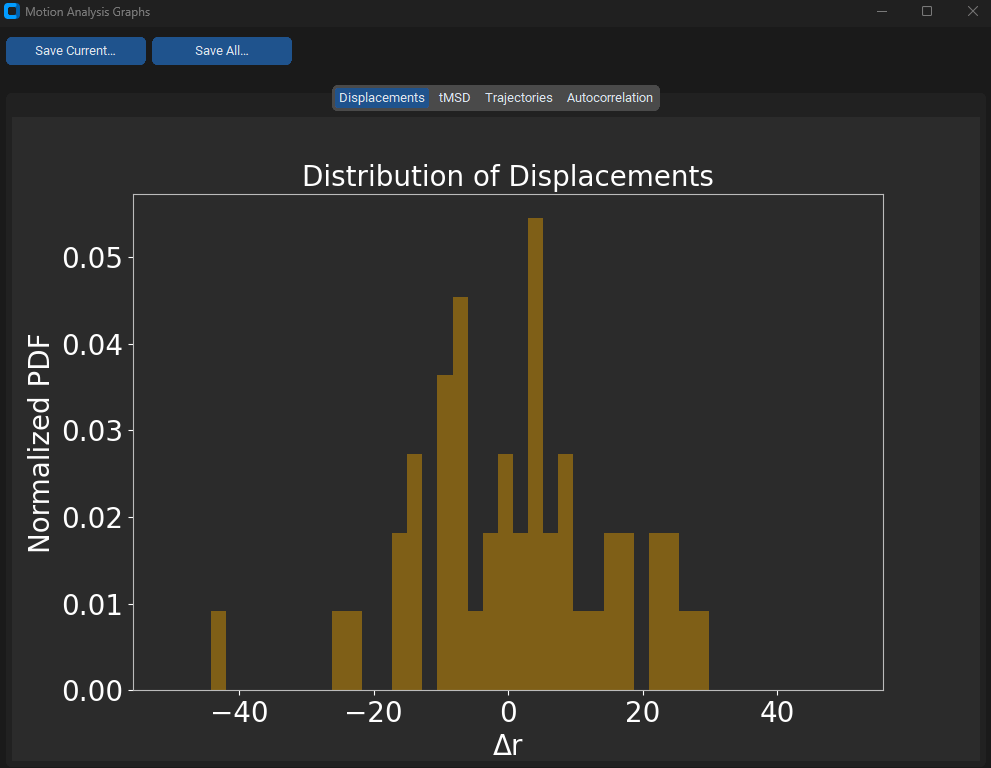 Motion Analysis Graphs
Save Current...
Save All...
Displacements
tMSD
Trajectories
Autocorrelation
Distribution of Displacements
0.05
0.04
0.03
0.02
0.01
0.00
Normalized PDF
−40
−20
0
20
40
Δr